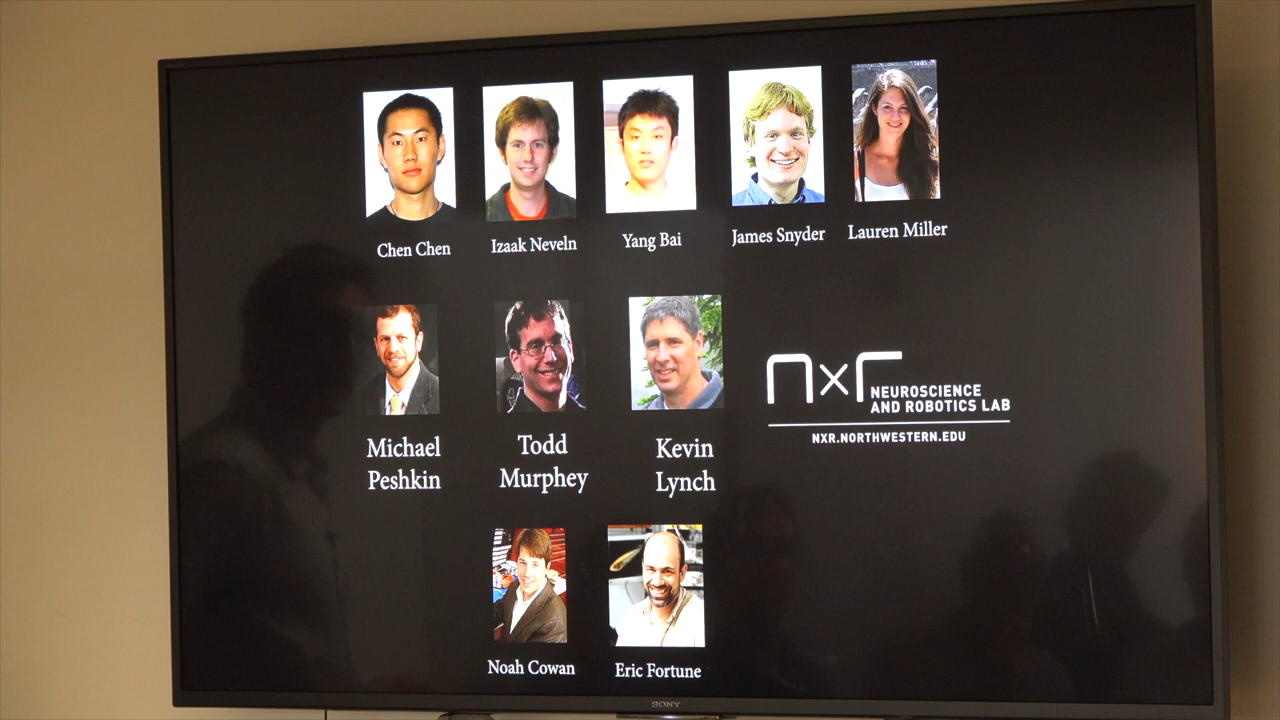 Chen Chen
Izaak Neveln
Yang Bai
James Snyder
Lauren Miller
Michael
Peshkin
Todd
Murphey
Kevin
Lynch
nxr NEUROSCIENCE
AND ROBOTICS LAB
NXR.NORTHWESTERN.EDU
Noah Cowan
Eric Fortune
SONY